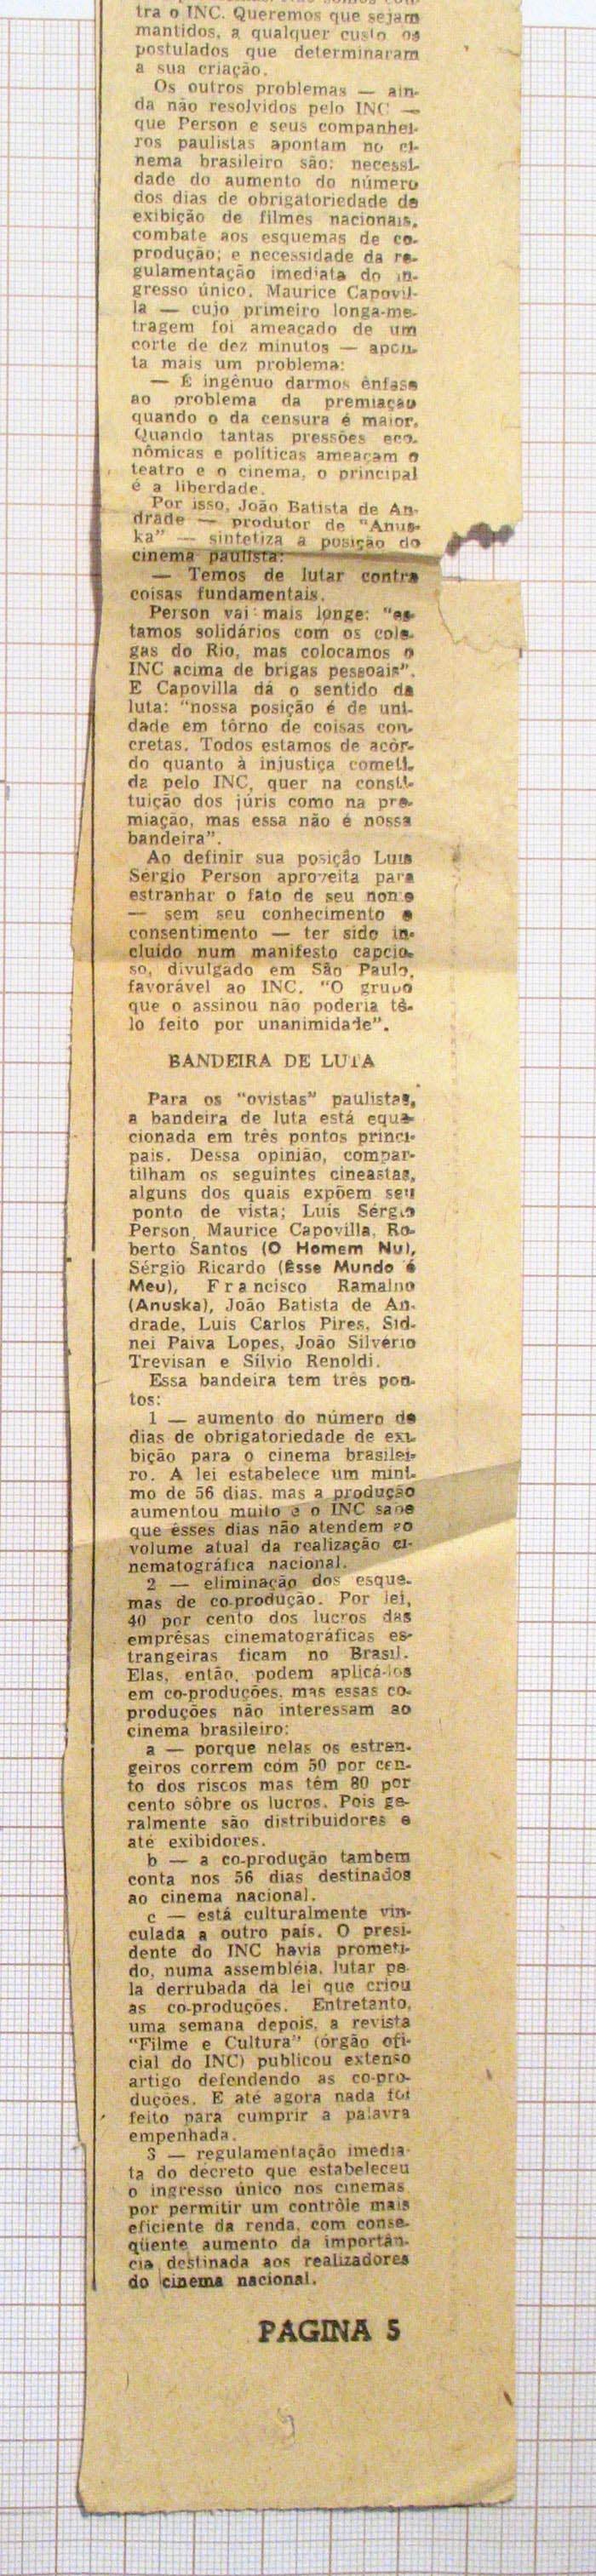 tra o INC. Queremos que sejam
mantidos, a qualquer custo os
postulados que determinaram
a sua criação.
Os outros problemas — ain-
da não resolvidos pelo INC —
que Person e seus companhei-
ros paulistas apontam no ci-
nema brasileiro são: necessi-
dade do aumento do número
dos dias de obrigatoriedade de
exibição de filmes nacionais,
combate aos esquemas de co-
produção; e necessidade da re-
gulamentação imediata do in-
gresso único. Maurice Capovil-
la — cujo primeiro longa-me-
tragem foi ameaçado de um
corte de dez minutos — apon-
ta mais um problema:
— É ingênuo darmos ênfase
ao problema da premiação
quando o da censura é maior.
Quando tantas pressões eco-
nômicas e políticas ameaçam o
teatro e o cinema, o principal
é a liberdade.
Por isso, João Batista de An-
drade — produtor de "Anus-
ka" — sintetiza a posição do
cinema paulista:
— Temos de lutar contra
coisas fundamentais.
Person vai mais longe: "es-
tamos solidários com os cole-
gas do Rio, mas colocamos o
INC acima de brigas pessoais".
E Capovilla dá o sentido da
luta: "nossa posição é de uni-
dade em tôrno de coisas con-
cretas. Todos estamos de acôr-
do quanto à injustiça cometi-
da pelo INC, quer na consti-
tuição dos júris como na pre-
miação, mas essa não é nossa
bandeira".
Ao definir sua posição Luis
Sérgio Person aproveita para
estranhar o fato de seu nome
— sem seu conhecimento e
consentimento — ter sido in-
cluído num manifesto capcio-
so, divulgado em São Paulo,
favorável ao INC. "O grupo
que o assinou não poderia tê-
lo feito por unanimidade".
BANDEIRA DE LUTA
Para os "ovistas" paulistas,
a bandeira de luta está equa-
cionada em três pontos princi-
pais. Dessa opinião, compar-
tilham os seguintes cineastas,
alguns dos quais expõem seu
ponto de vista; Luís Sérgio
Person, Maurice Capovilla, Ro-
berto Santos (O Homem Nu),
Sérgio Ricardo (Êsse Mundo é
Meu), Francisco Ramalho
(Anuska), João Batista de An-
drade, Luís Carlos Pires, Sid-
nei Paiva Lopes, João Silvério
Trevisan e Sílvio Renoldi.
Essa bandeira tem três pon-
tos:
1 — aumento do número de
dias de obrigatoriedade de exi-
bição para o cinema brasilei-
ro. A lei estabelece um míni-
mo de 56 dias, mas a produção
aumentou muito e o INC sabe
que êsses dias não atendem ao
volume atual da realização ci-
nematográfica nacional.
2 — eliminação dos esque-
mas de co-produção. Por lei,
40 por cento dos lucros das
emprêsas cinematográficas es-
trangeiras ficam no Brasil.
Elas, então, podem aplicá-los
em co-produções, mas essas co-
produções não interessam ao
cinema brasileiro:
a — porque nelas os estran-
geiros correm com 50 por cen-
to dos riscos mas têm 80 por
cento sôbre os lucros. Pois ge-
ralmente são distribuidores e
até exibidores.
b — a co-produção tambem
conta nos 56 dias destinados
ao cinema nacional.
c — está culturalmente vin-
culada a outro país. O presi-
dente do INC havia prometi-
do, numa assembléia, lutar pe-
la derrubada da lei que criou
as co-produções. Entretanto,
uma semana depois, a revista
"Filme e Cultura" (órgão ofi-
cial do INC) publicou extenso
artigo defendendo as co-pro-
duções. E até agora nada foi
feito para cumprir a palavra
empenhada.
3 — regulamentação imedia-
ta do decreto que estabeleceu
o ingresso único nos cinemas
por permitir um contrôle mais
eficiente da renda, com conse-
qüente aumento da importân-
cia destinada aos realizadores
do cinema nacional.
PAGINA 5